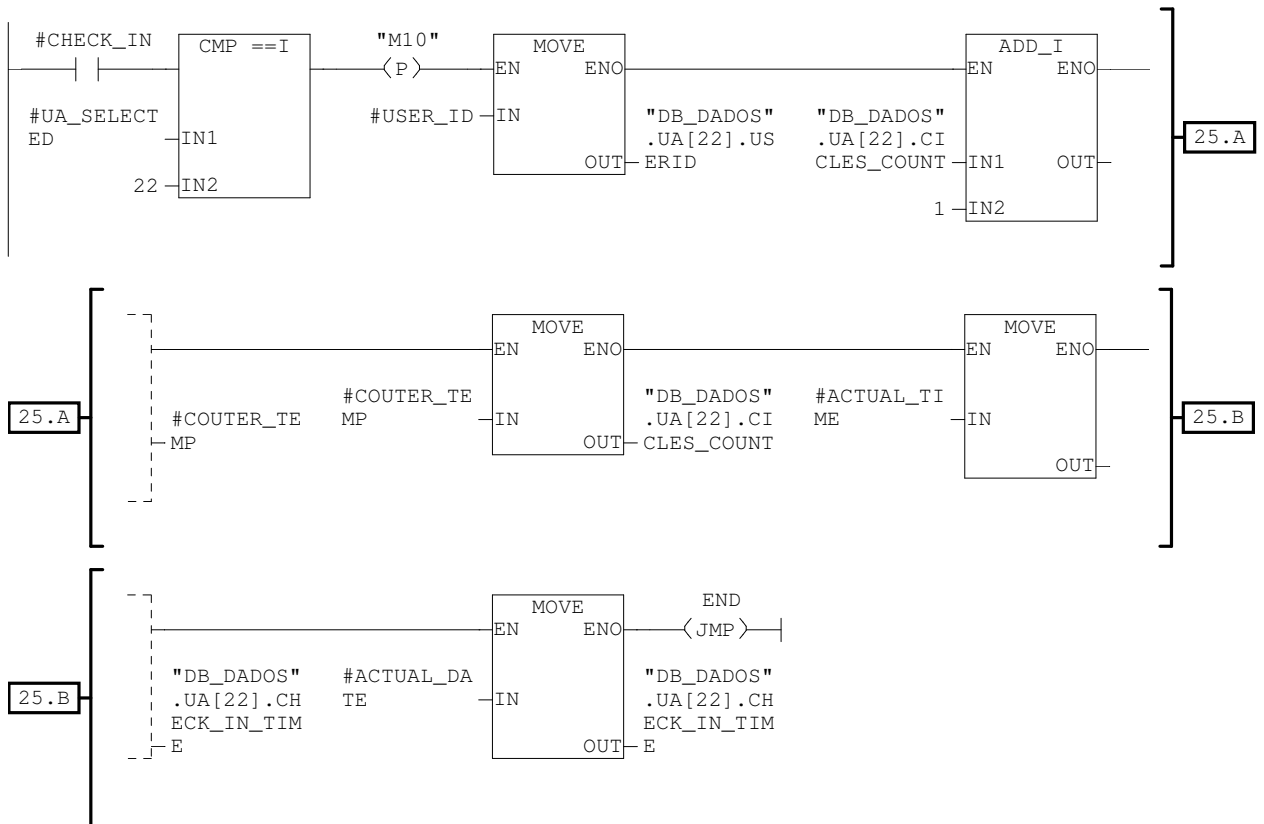 #CHECK_IN
CMP ==I
"M10"
P
MOVE
EN ENO
ADD_I
EN ENO
#UA_SELECT
ED
IN1
22
IN2
#USER_ID
IN
OUT
"DB_DADOS"
.UA[22].US
ERID
"DB_DADOS"
.UA[22].CI
CLES_COUNT
IN1
OUT
1
IN2
25.A
25.A
#COUTER_TE
MP
MOVE
EN ENO
#COUTER_TE
MP
IN
OUT
"DB_DADOS"
.UA[22].CI
CLES_COUNT
MOVE
EN ENO
#ACTUAL_TI
ME
IN
OUT
25.B
25.B
"DB_DADOS"
.UA[22].CH
ECK_IN_TIM
E
MOVE
EN ENO
#ACTUAL_DA
TE
IN
OUT
END
JMP
"DB_DADOS"
.UA[22].CH
ECK_IN_TIM
E